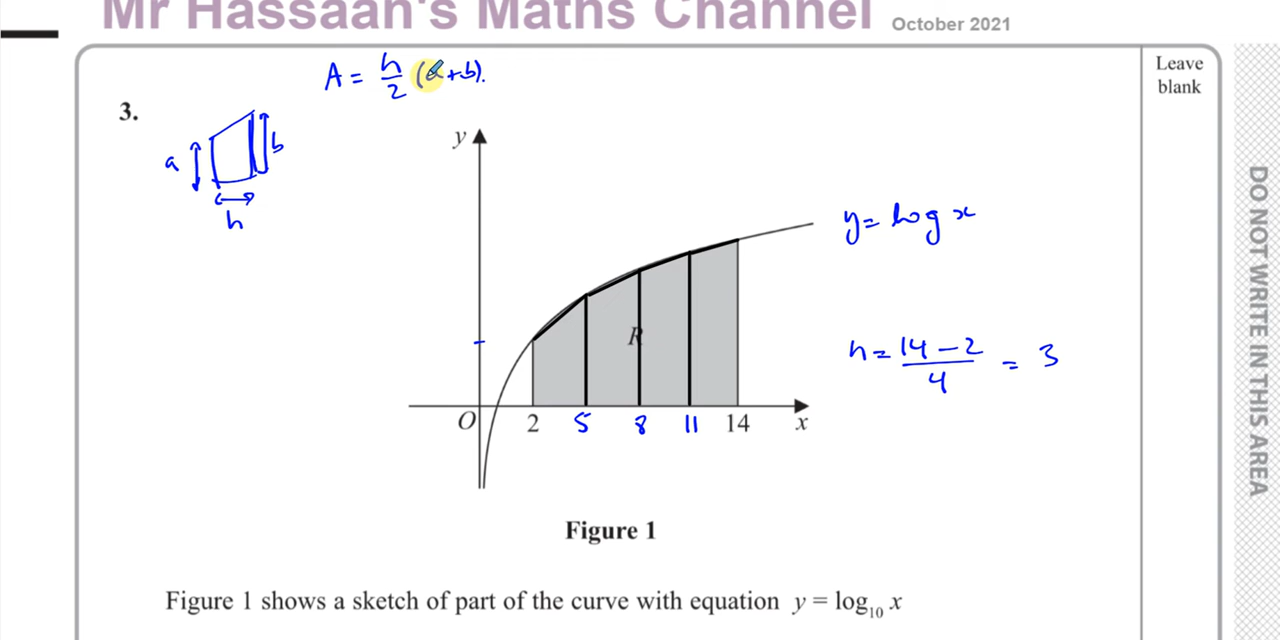 Mr Hassaan's Maths Channel
October 2021
Leave
blank
A = h/2 (a+b).
3.
a
b
h
y
y = log x
R
h = 14 - 2 / 4 = 3
O 2 5 8 11 14 x
Figure 1
Figure 1 shows a sketch of part of the curve with equation y = log₁₀ x
DO NOT WRITE IN THIS AREA